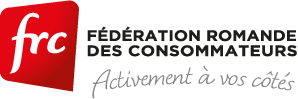 frc
FÉDÉRATION ROMANDE
DES CONSOMMATEURS
Activement à vos côtés